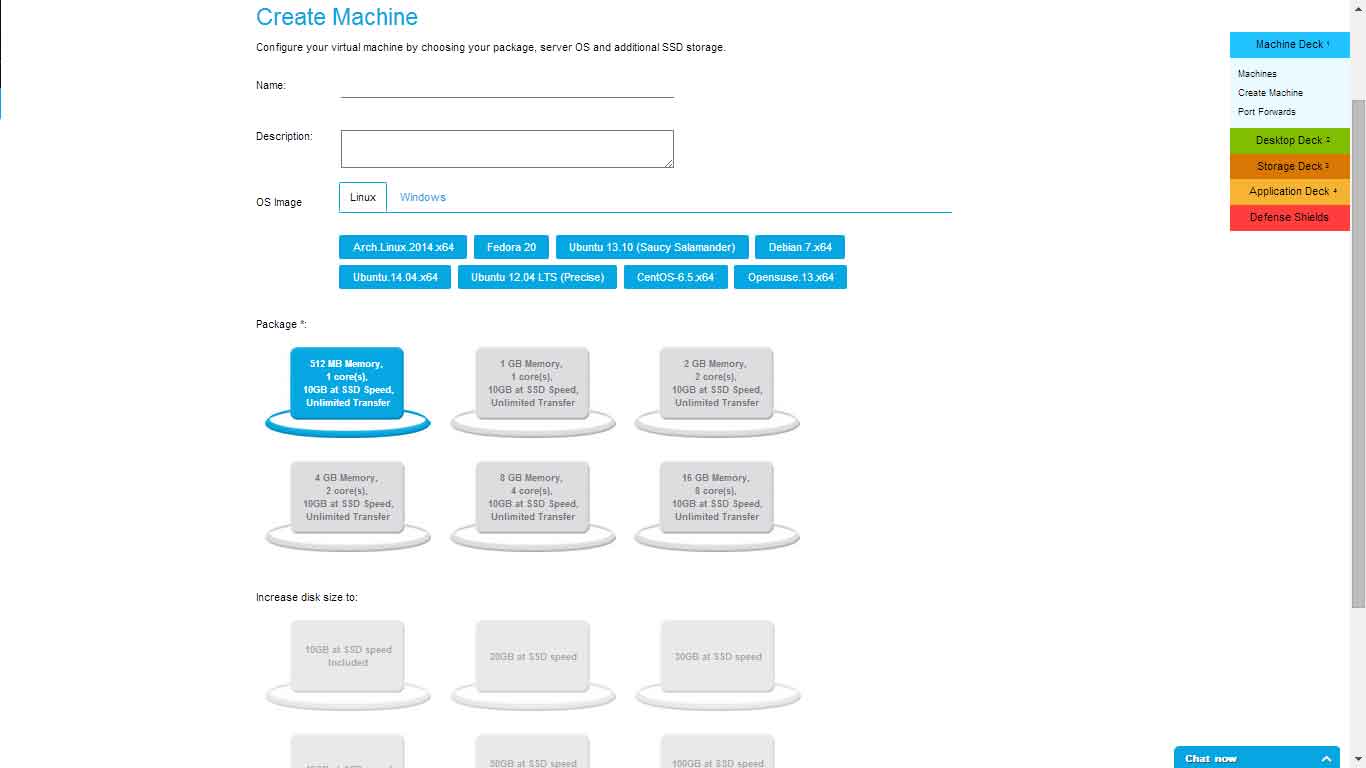 Create Machine
Configure your virtual machine by choosing your package, server OS and additional SSD storage.
Name:
Description:
OS Image
Linux
Windows
Arch.Linux.2014.x64
Fedora 20
Ubuntu 13.10 (Saucy Salamander)
Debian.7.x64
Ubuntu.14.04.x64
Ubuntu 12.04 LTS (Precise)
CentOS-6.5.x64
Opensuse.13.x64
Package *:
512 MB Memory,
1 core(s),
10GB at SSD Speed,
Unlimited Transfer
1 GB Memory,
1 core(s),
10GB at SSD Speed,
Unlimited Transfer
2 GB Memory,
2 core(s),
10GB at SSD Speed,
Unlimited Transfer
4 GB Memory,
2 core(s),
10GB at SSD Speed,
Unlimited Transfer
8 GB Memory,
4 core(s),
10GB at SSD Speed,
Unlimited Transfer
16 GB Memory,
8 core(s),
10GB at SSD Speed,
Unlimited Transfer
Increase disk size to:
10GB at SSD speed
Included
20GB at SSD speed
30GB at SSD speed
at SSD speed
50GB at SSD speed
100GB at SSD speed
Machine Deck 1
Machines
Create Machine
Port Forwards
Desktop Deck 2
Storage Deck 3
Application Deck 4
Defense Shields
Chat now